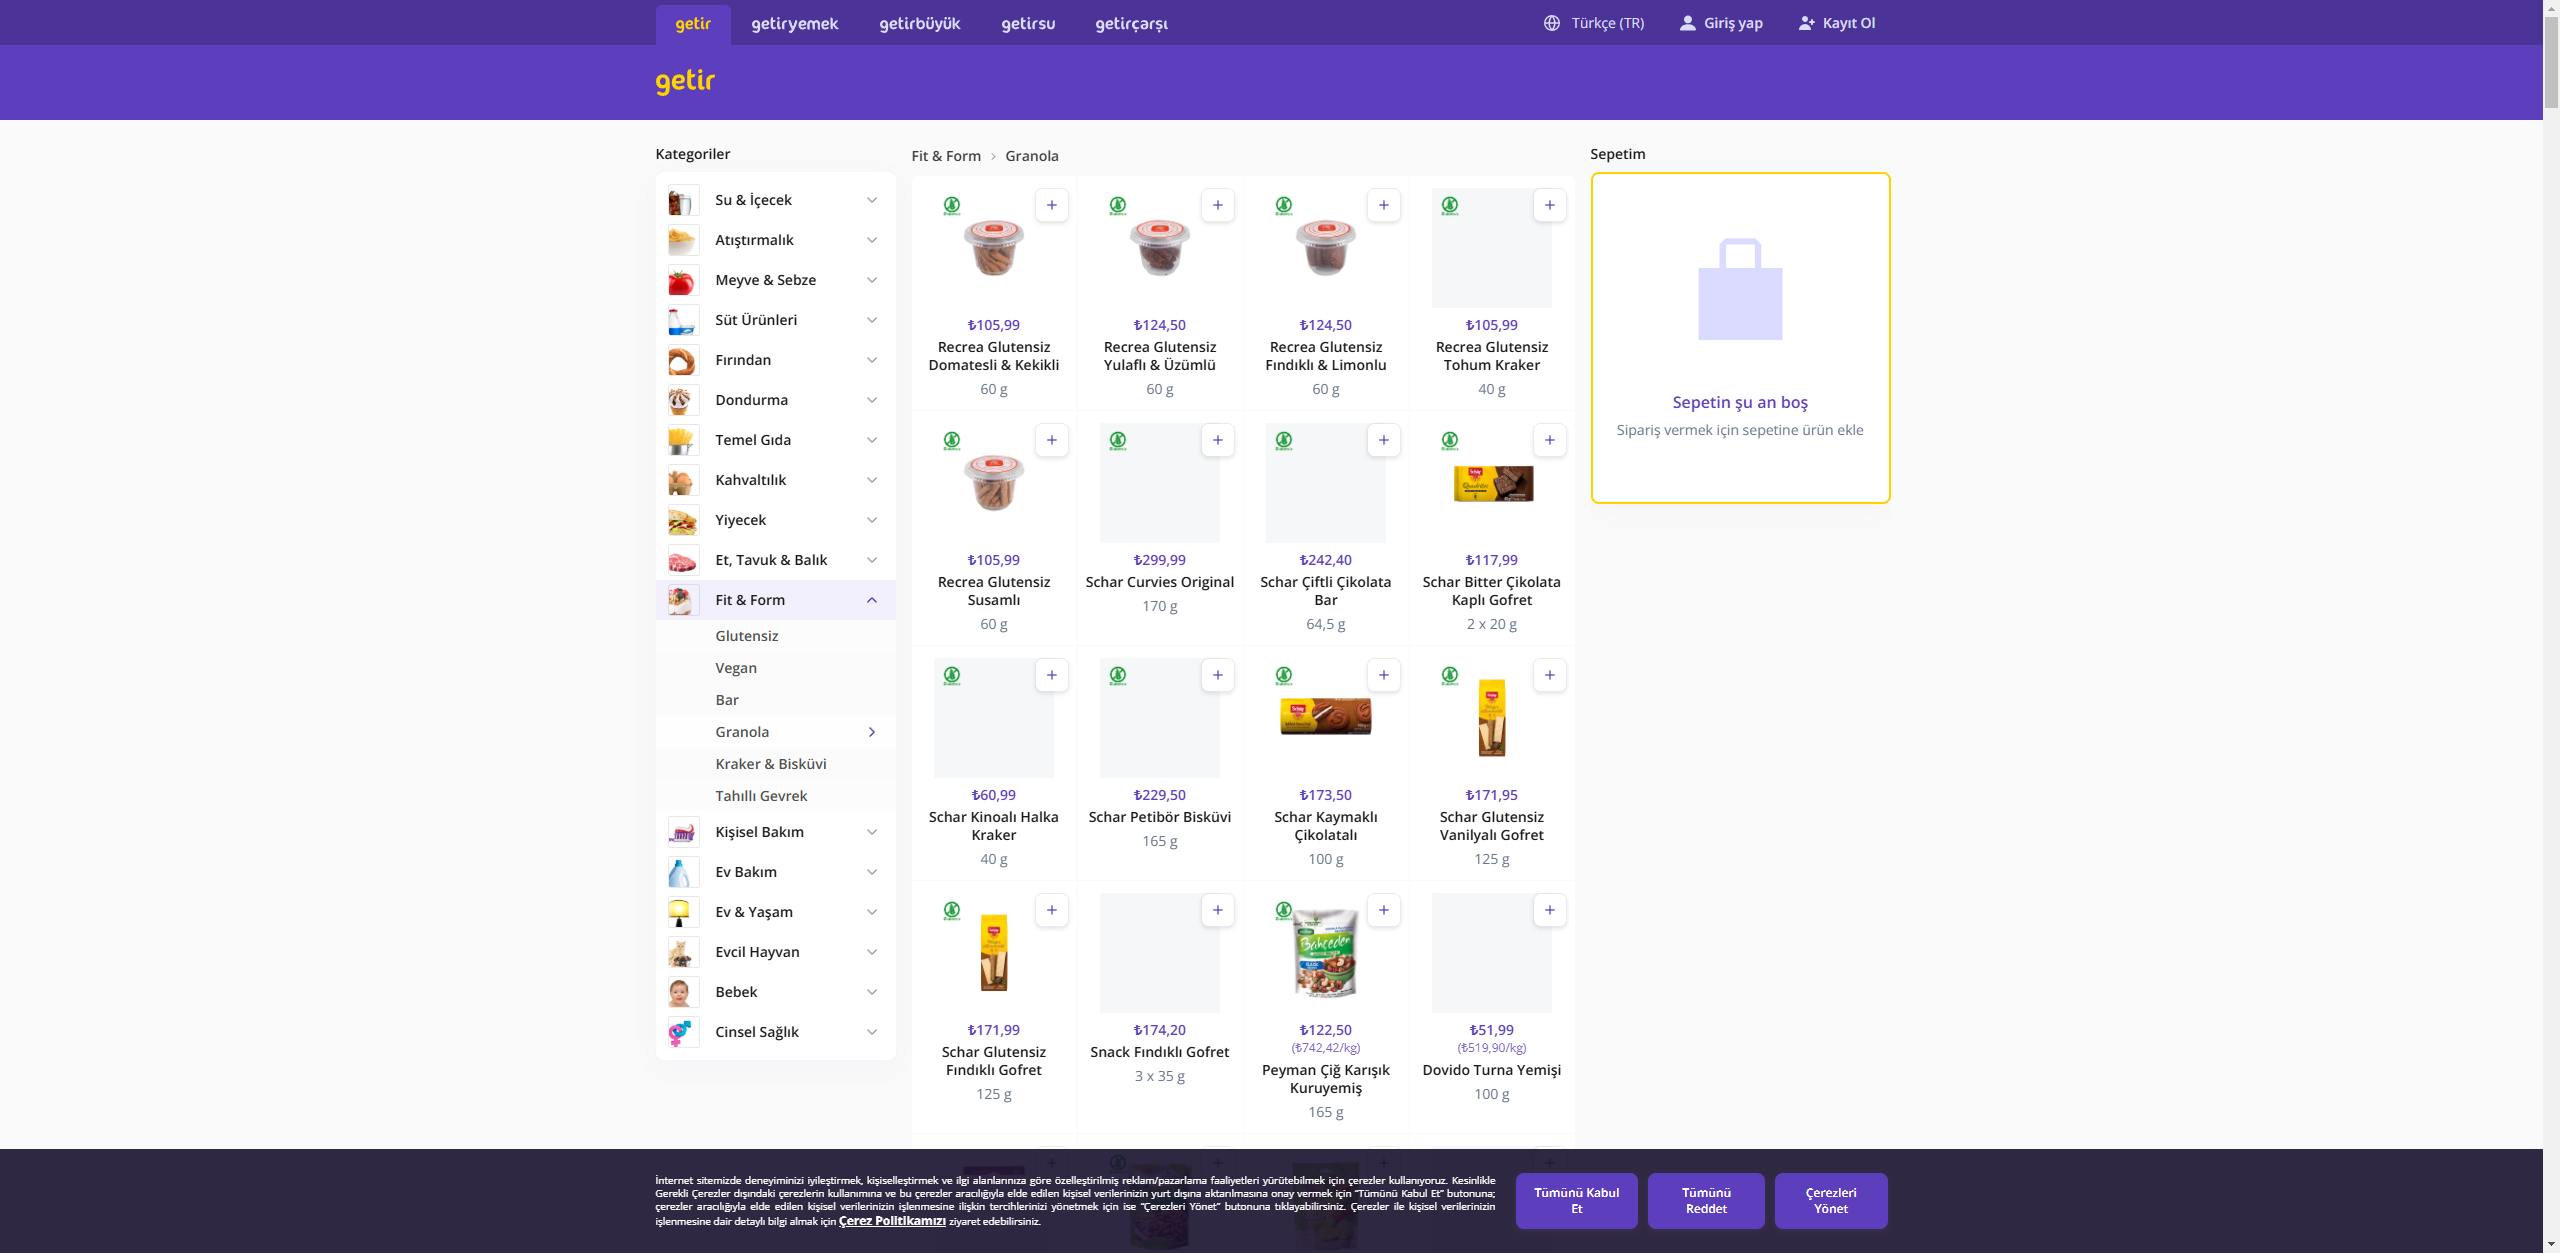 getir
getiryemek
getirbüyük
getirsu
getirçarşı
Türkçe (TR)
Giriş yap
Kayıt Ol
getir
Kategoriler
Su & İçecek
Atıştırmalık
Meyve & Sebze
Süt Ürünleri
Fırından
Dondurma
Temel Gıda
Kahvaltılık
Yiyecek
Et, Tavuk & Balık
Fit & Form
Glutensiz
Vegan
Bar
Granola
Kraker & Bisküvi
Tahıllı Gevrek
Kişisel Bakım
Ev Bakım
Ev & Yaşam
Evcil Hayvan
Bebek
Cinsel Sağlık
Fit & Form > Granola
₺105,99
Recrea Glutensiz
Domatesli & Kekikli
60 g
₺124,50
Recrea Glutensiz
Yulaflı & Üzümlü
60 g
₺124,50
Recrea Glutensiz
Fındıklı & Limonlu
60 g
₺105,99
Recrea Glutensiz
Tohum Kraker
40 g
₺105,99
Recrea Glutensiz
Susamlı
60 g
₺299,99
Schar Curvies Original
170 g
₺242,40
Schar Çiftli Çikolata
Bar
64,5 g
₺117,99
Schar Bitter Çikolata
Kaplı Gofret
2 x 20 g
₺60,99
Schar Kinoalı Halka
Kraker
40 g
₺229,50
Schar Petibör Bisküvi
165 g
₺173,50
Schar Kaymaklı
Çikolatalı
100 g
₺171,95
Schar Glutensiz
Vanilyalı Gofret
125 g
₺171,99
Schar Glutensiz
Fındıklı Gofret
125 g
₺174,20
Snack Fındıklı Gofret
3 x 35 g
Bahçeden
₺122,50
(₺742,42/kg)
Peyman Çiğ Karışık
Kuruyemiş
165 g
₺51,99
(₺519,90/kg)
Dovido Turna Yemişi
100 g
Sepetim
Sepetin şu an boş
Sipariş vermek için sepetine ürün ekle
İnternet sitemizde deneyiminizi iyileştirmek, kişiselleştirmek ve ilgi alanlarınıza göre özelleştirilmiş reklam/pazarlama faaliyetleri yürütebilmek için çerezler kullanıyoruz. Kesinlikle
Gerekli Çerezler dışındaki çerezlerin kullanımına ve bu çerezler aracılığıyla elde edilen kişisel verilerinizin yurt dışına aktarılmasına onay vermek için “Tümünü Kabul Et” butonuna;
çerezler aracılığıyla elde edilen kişisel verilerinizin işlenmesine ilişkin tercihlerinizi yönetmek için ise “Çerezleri Yönet” butonuna tıklayabilirsiniz. Çerezler ile kişisel verilerinizin
işlenmesine dair detaylı bilgi almak için Çerez Politikamızı ziyaret edebilirsiniz.
Tümünü Kabul
Et
Tümünü
Reddet
Çerezleri
Yönet